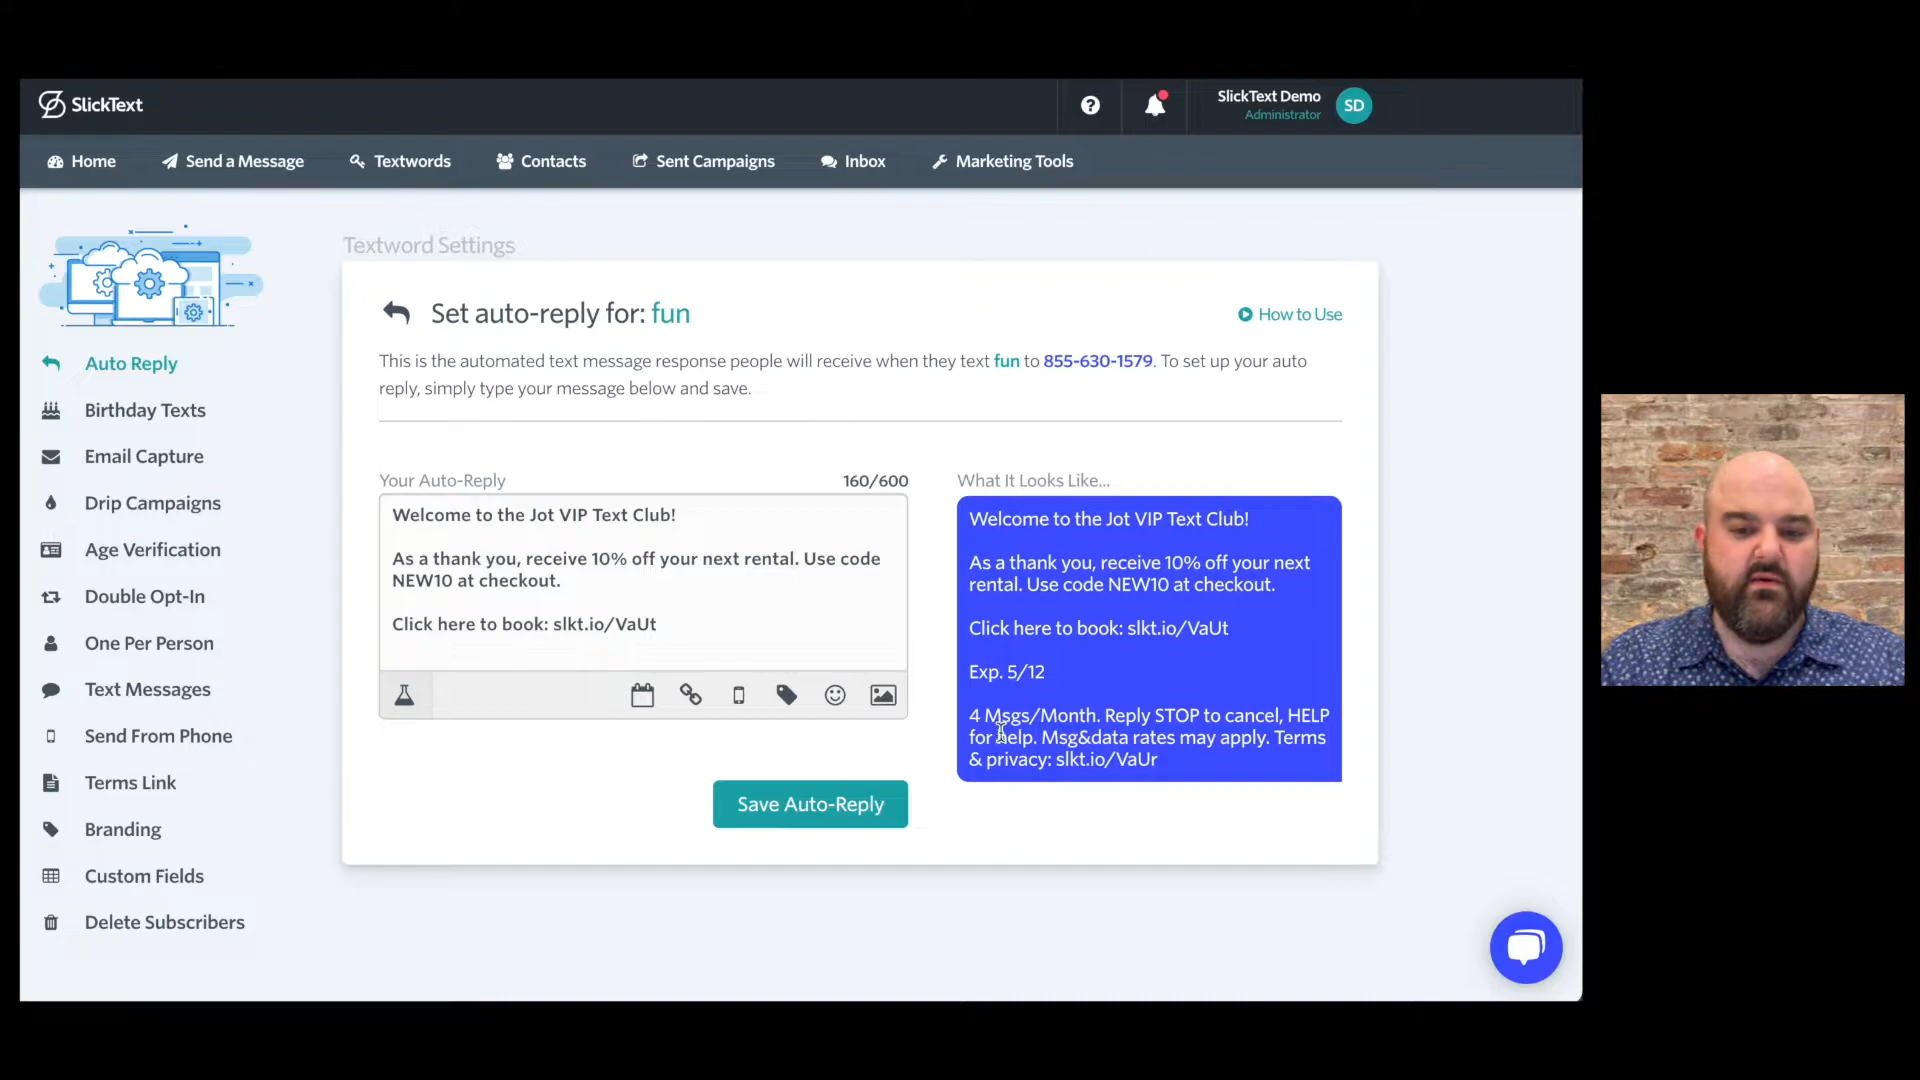 SlickText
SlickText Demo
Administrator
SD
Home
Send a Message
Textwords
Contacts
Sent Campaigns
Inbox
Marketing Tools
Auto Reply
Birthday Texts
Email Capture
Drip Campaigns
Age Verification
Double Opt-In
One Per Person
Text Messages
Send From Phone
Terms Link
Branding
Custom Fields
Delete Subscribers
Textword Settings
Set auto-reply for: fun
How to Use
This is the automated text message response people will receive when they text fun to 855-630-1579. To set up your auto
reply, simply type your message below and save.
Your Auto-Reply
160/600
Welcome to the Jot VIP Text Club!
As a thank you, receive 10% off your next rental. Use code
NEW10 at checkout.
Click here to book: slkt.io/VaUt
Save Auto-Reply
What It Looks Like...
Welcome to the Jot VIP Text Club!
As a thank you, receive 10% off your next
rental. Use code NEW10 at checkout.
Click here to book: slkt.io/VaUt
Exp. 5/12
4 Msgs/Month. Reply STOP to cancel, HELP
for help. Msg&data rates may apply. Terms
& privacy: slkt.io/VaUr